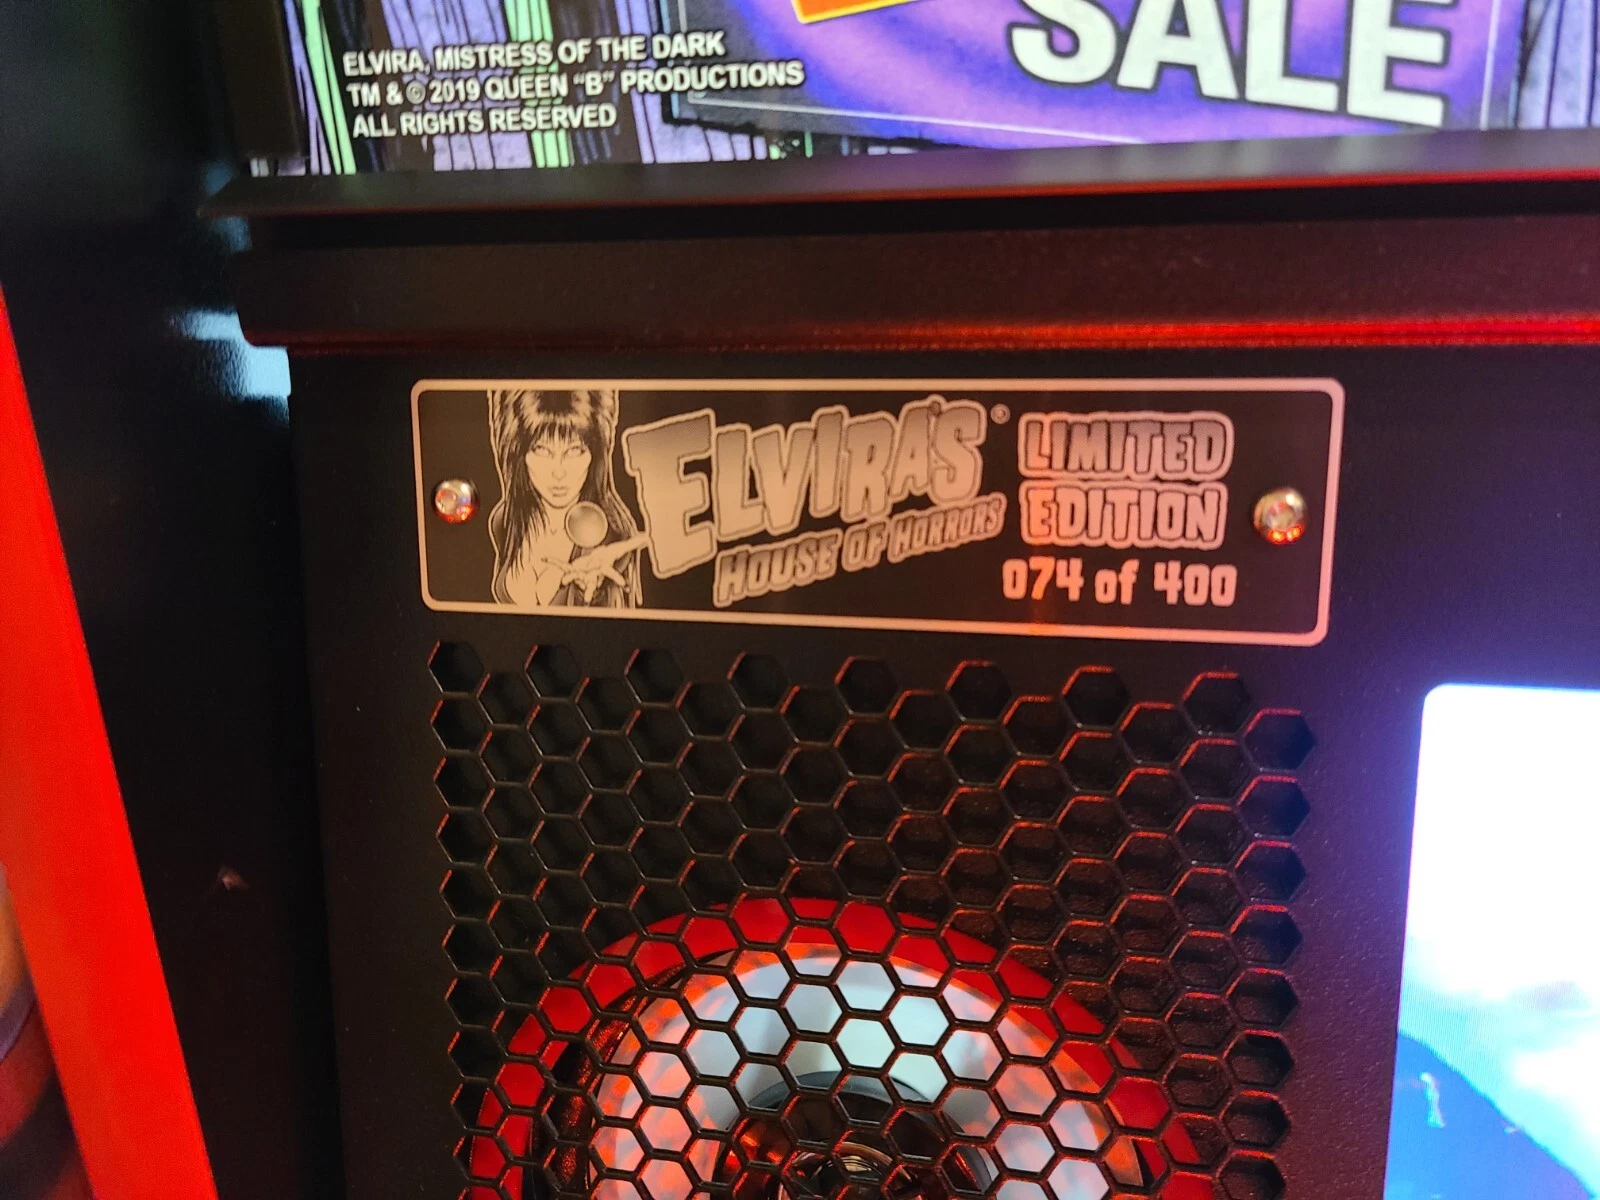 SALE
ELVIRA, MISTRESS OF THE DARK
TM & © 2019 QUEEN "B" PRODUCTIONS
ALL RIGHTS RESERVED
ELVIRA'S®
HOUSE OF HORRORS
LIMITED
EDITION
074 of 400